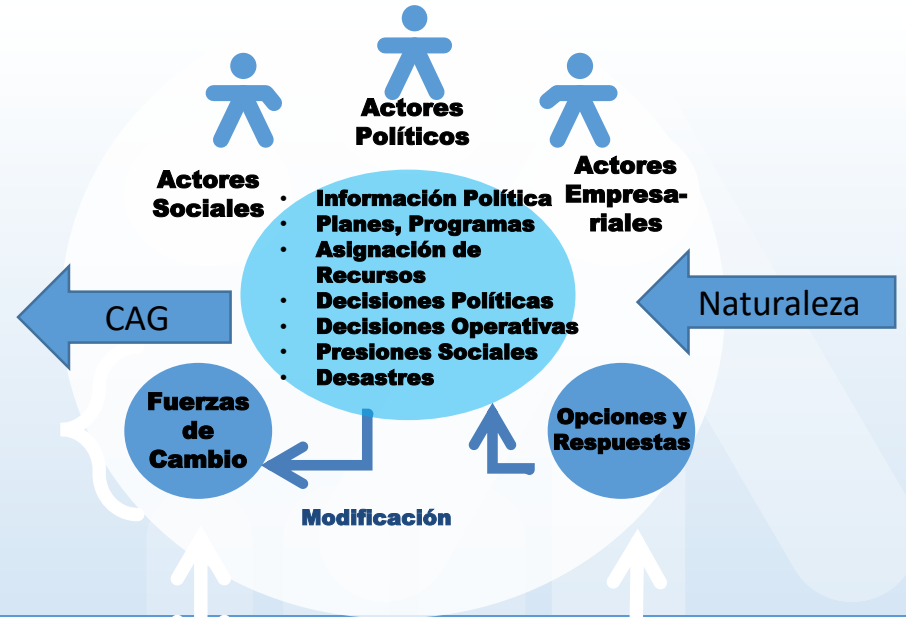 Actores
Políticos
Actores
Sociales
Actores
Empresa-
riales
• Información Política
• Planes, Programas
• Asignación de
Recursos
• Decisiones Políticas
• Decisiones Operativas
• Presiones Sociales
• Desastres
CAG
Naturaleza
Fuerzas
de
Cambio
Opciones y
Respuestas
Modificación